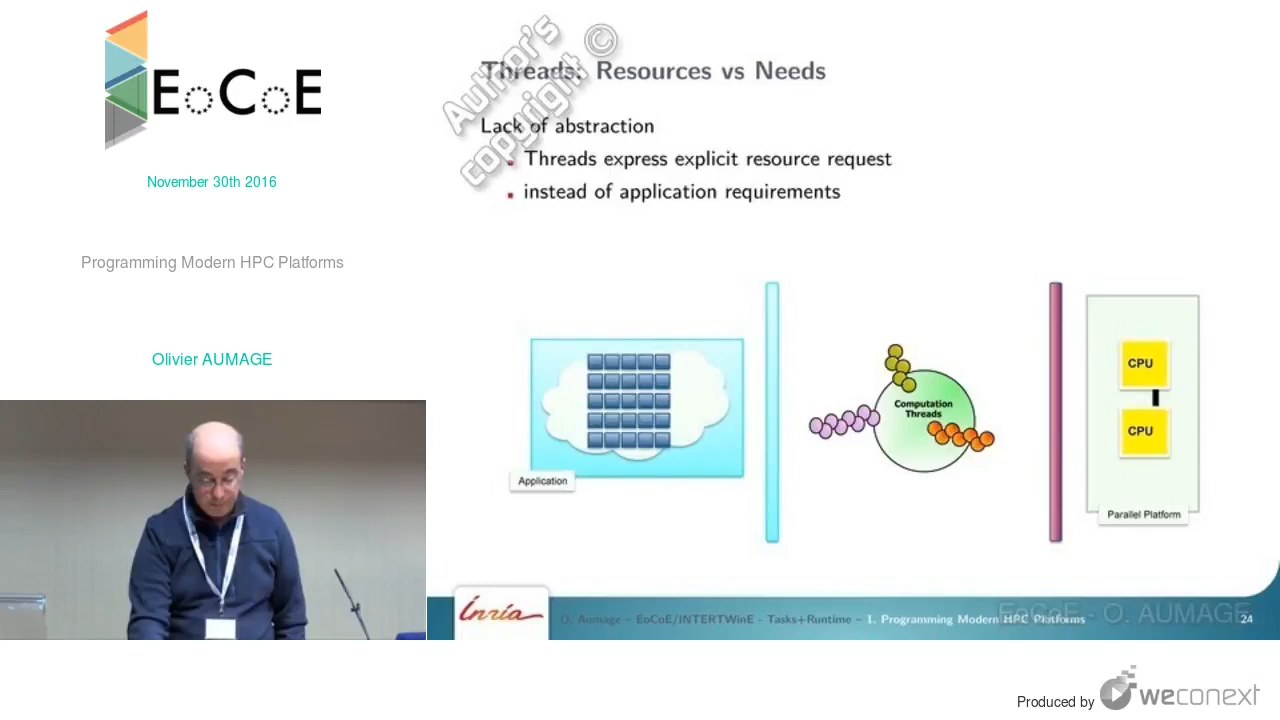 EoCoE
November 30th 2016
Programming Modern HPC Platforms
Olivier AUMAGE
Author's
copyright ©
Threads: Resources vs Needs
Lack of abstraction
Threads express explicit resource request
instead of application requirements
Application
Computation
Threads
CPU
CPU
Parallel Platform
Inria
O. Aumage – EoCoE/INTERTWinE - Tasks+Runtime – 1. Programming Modern HPC Platforms
EoCoE - O. AUMAGE
24
Produced by weconext